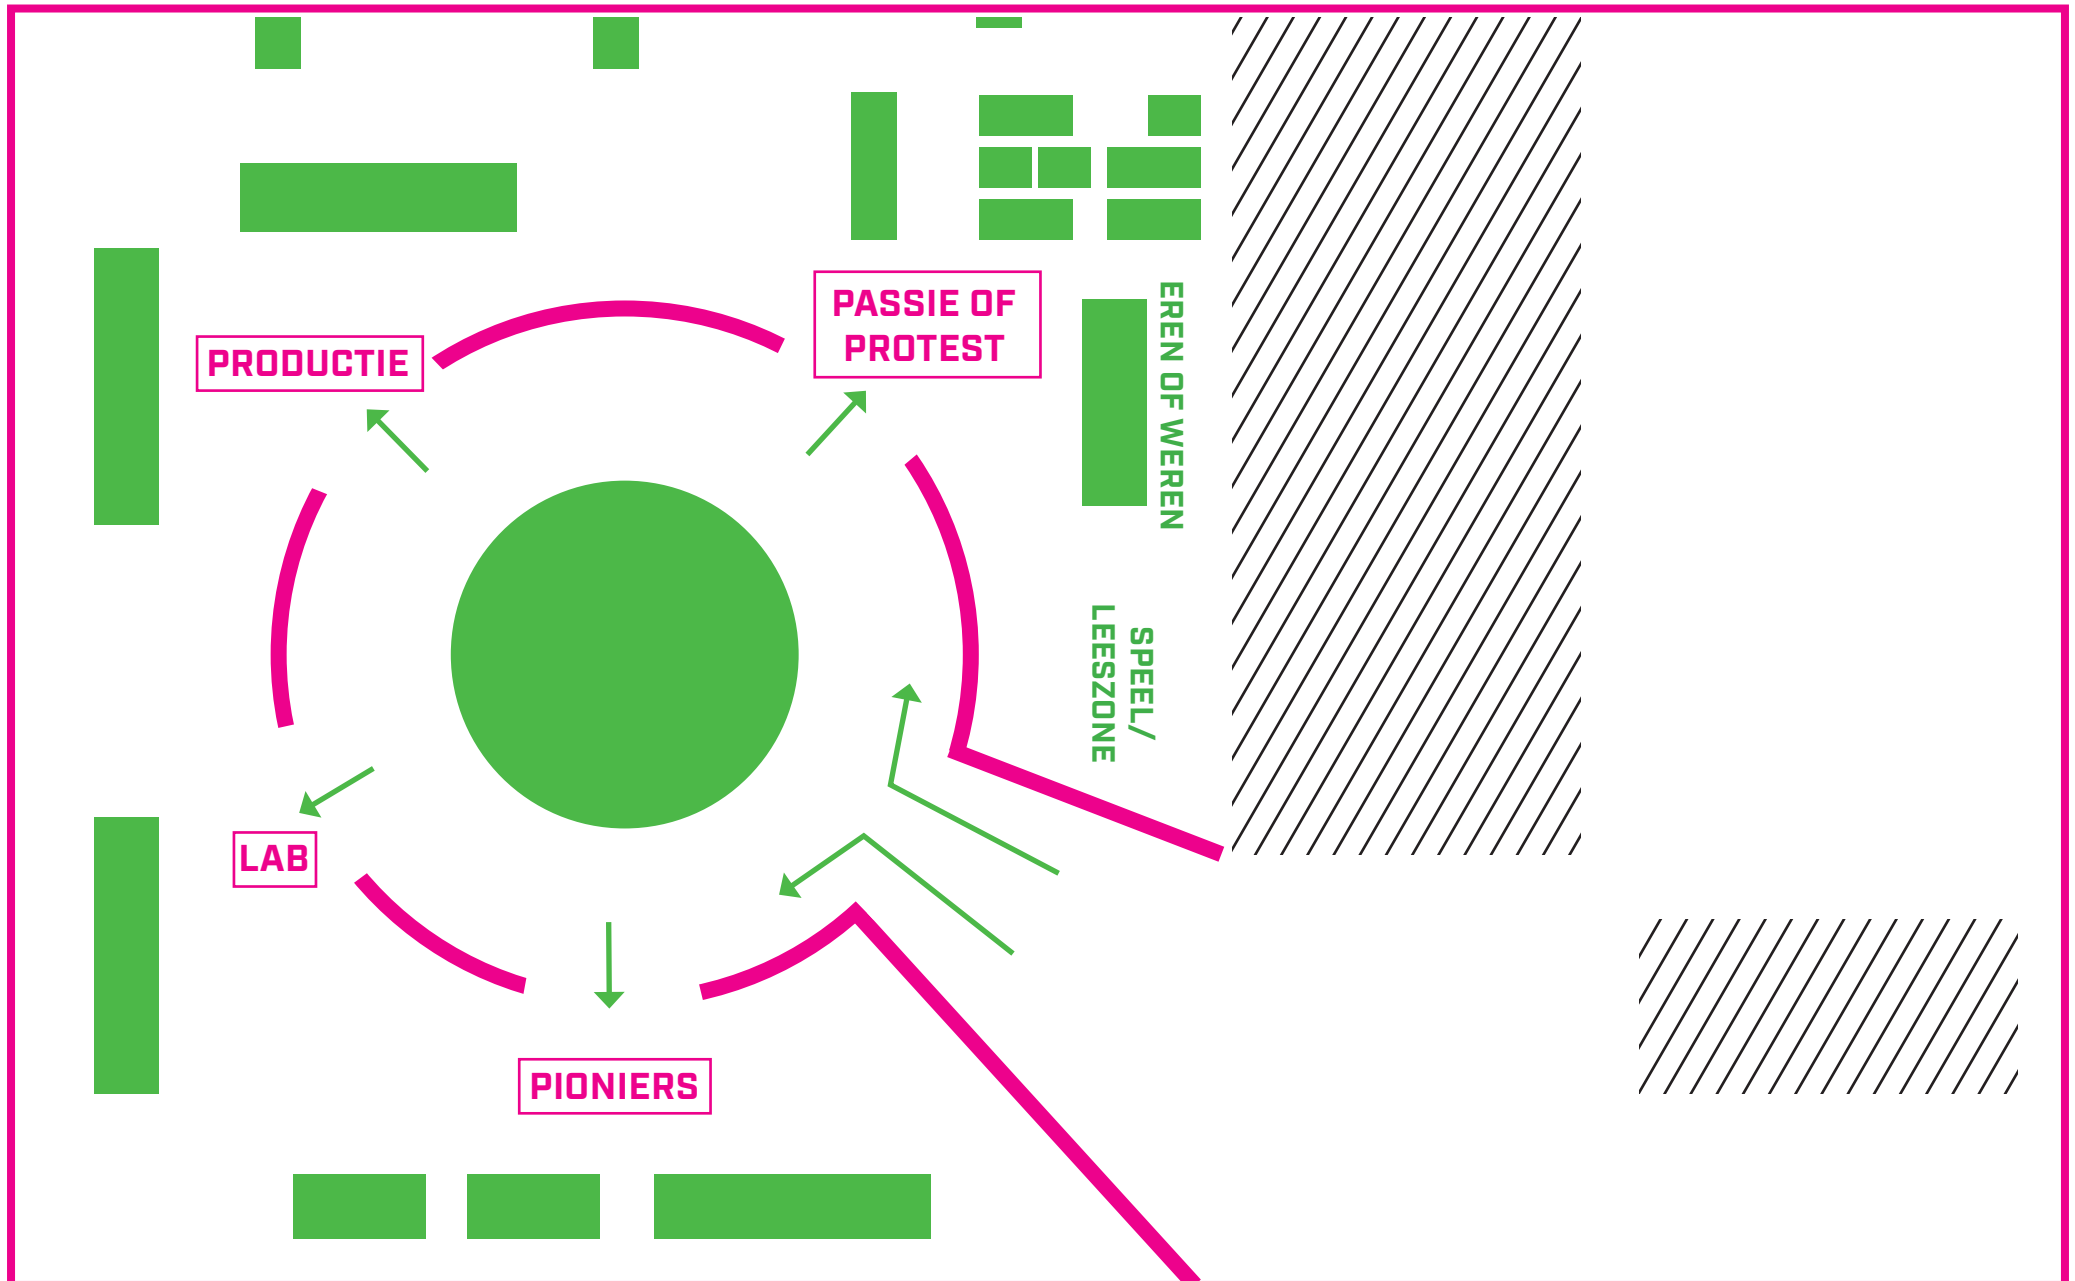 PASSIE OF
PROTEST
PRODUCTIE
EREN OF WEREN
SPEEL/
LEESZONE
LAB
PIONIERS